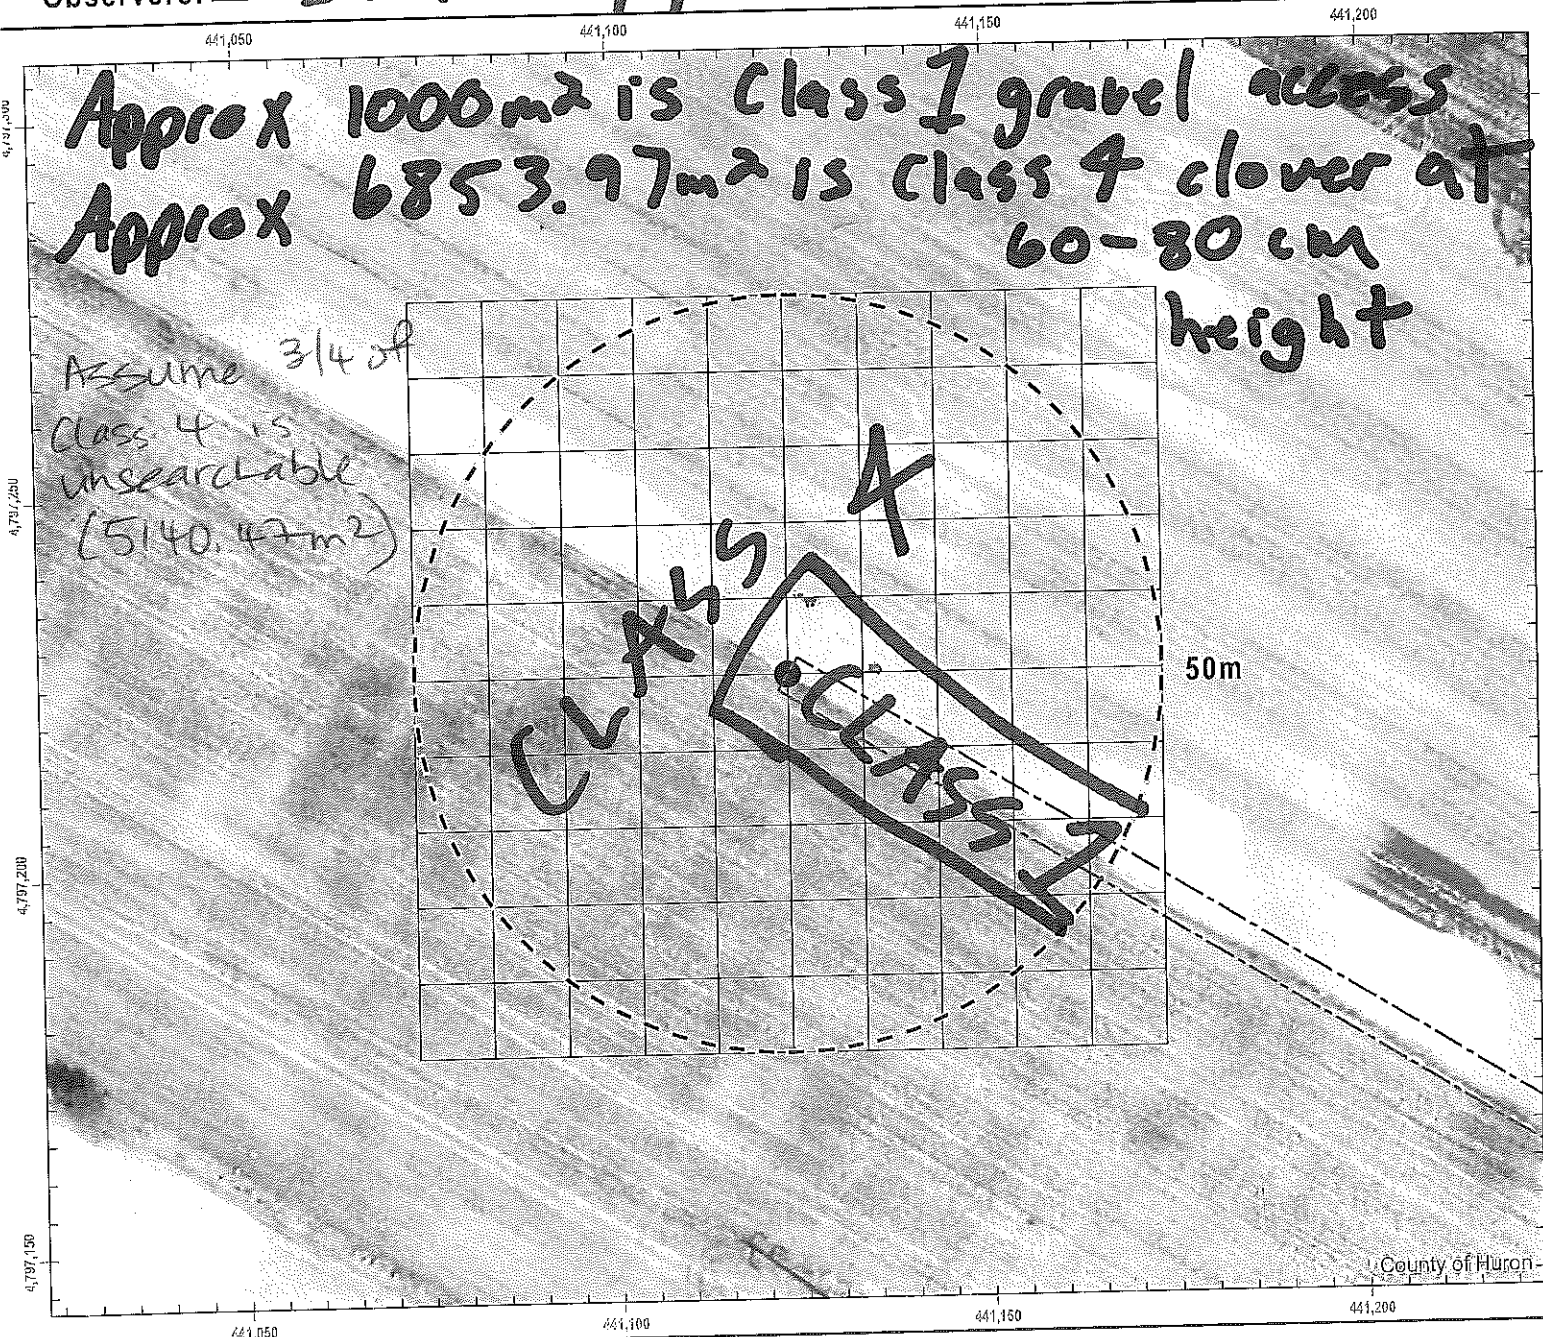 441,050 441,100 441,150 441,200
Approx 1000m² is Class 1 gravel access
Approx 6853.97m² is Class 4 clover at
60-80 cm
height
Assume 3/4 of
Class 4 is
unsearchable
(5140.47m²)
CLASS 4
CLASS 1
50m
4,797,250
4,797,200
4,797,150
County of Huron
441,050 441,100 441,150 441,200